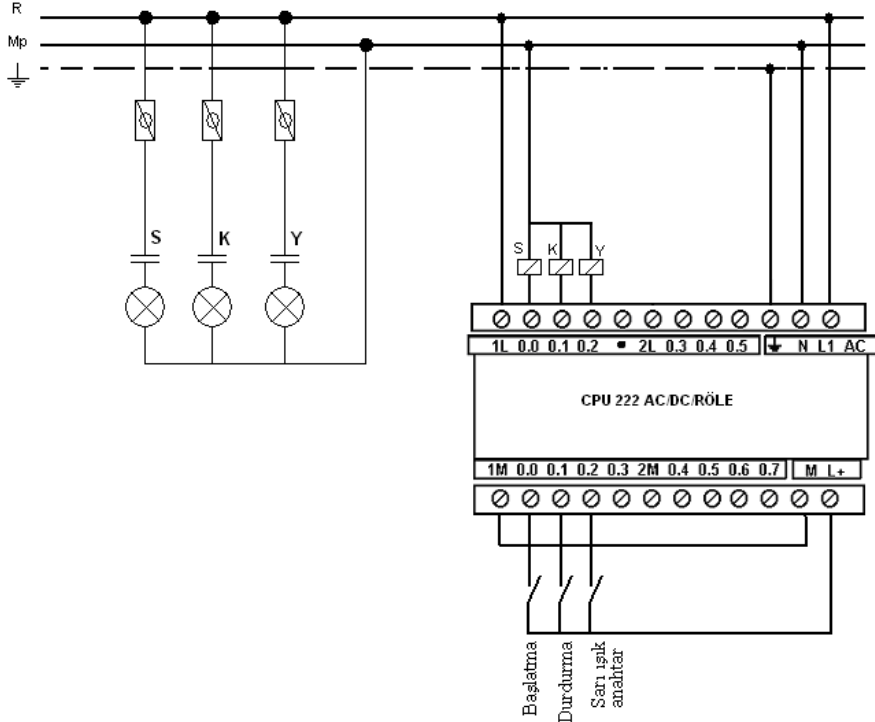 R
Mp
S K Y
S K Y
1L 0.0 0.1 0.2 2L 0.3 0.4 0.5 N L1 AC
CPU 222 AC/DC/RÖLE
1M 0.0 0.1 0.2 0.3 2M 0.4 0.5 0.6 0.7 M L+
Başlatma
Durdurma
Sarı ışık
anahtar